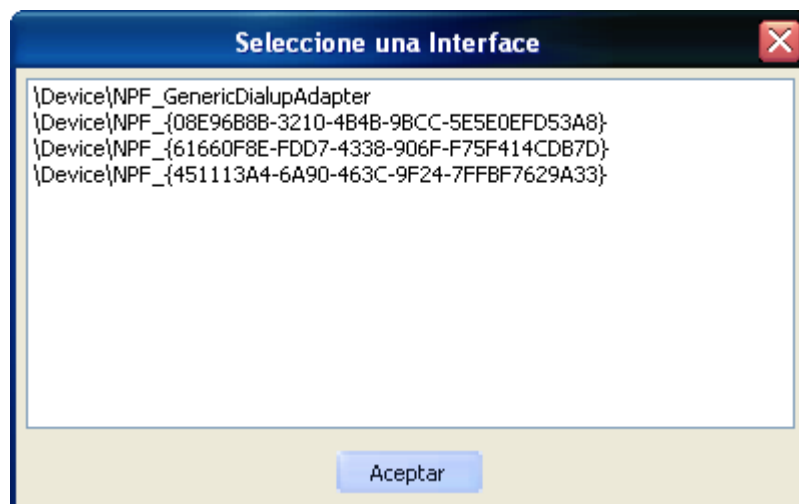 Seleccione una Interface
\Device\NPF_GenericDialupAdapter
\Device\NPF_{08E96B8B-3210-4B4B-9BCC-5E5E0EFD53A8}
\Device\NPF_{61660F8E-FDD7-4338-906F-F75F414CDB7D}
\Device\NPF_{451113A4-6A90-463C-9F24-7FFBF7629A33}
Aceptar